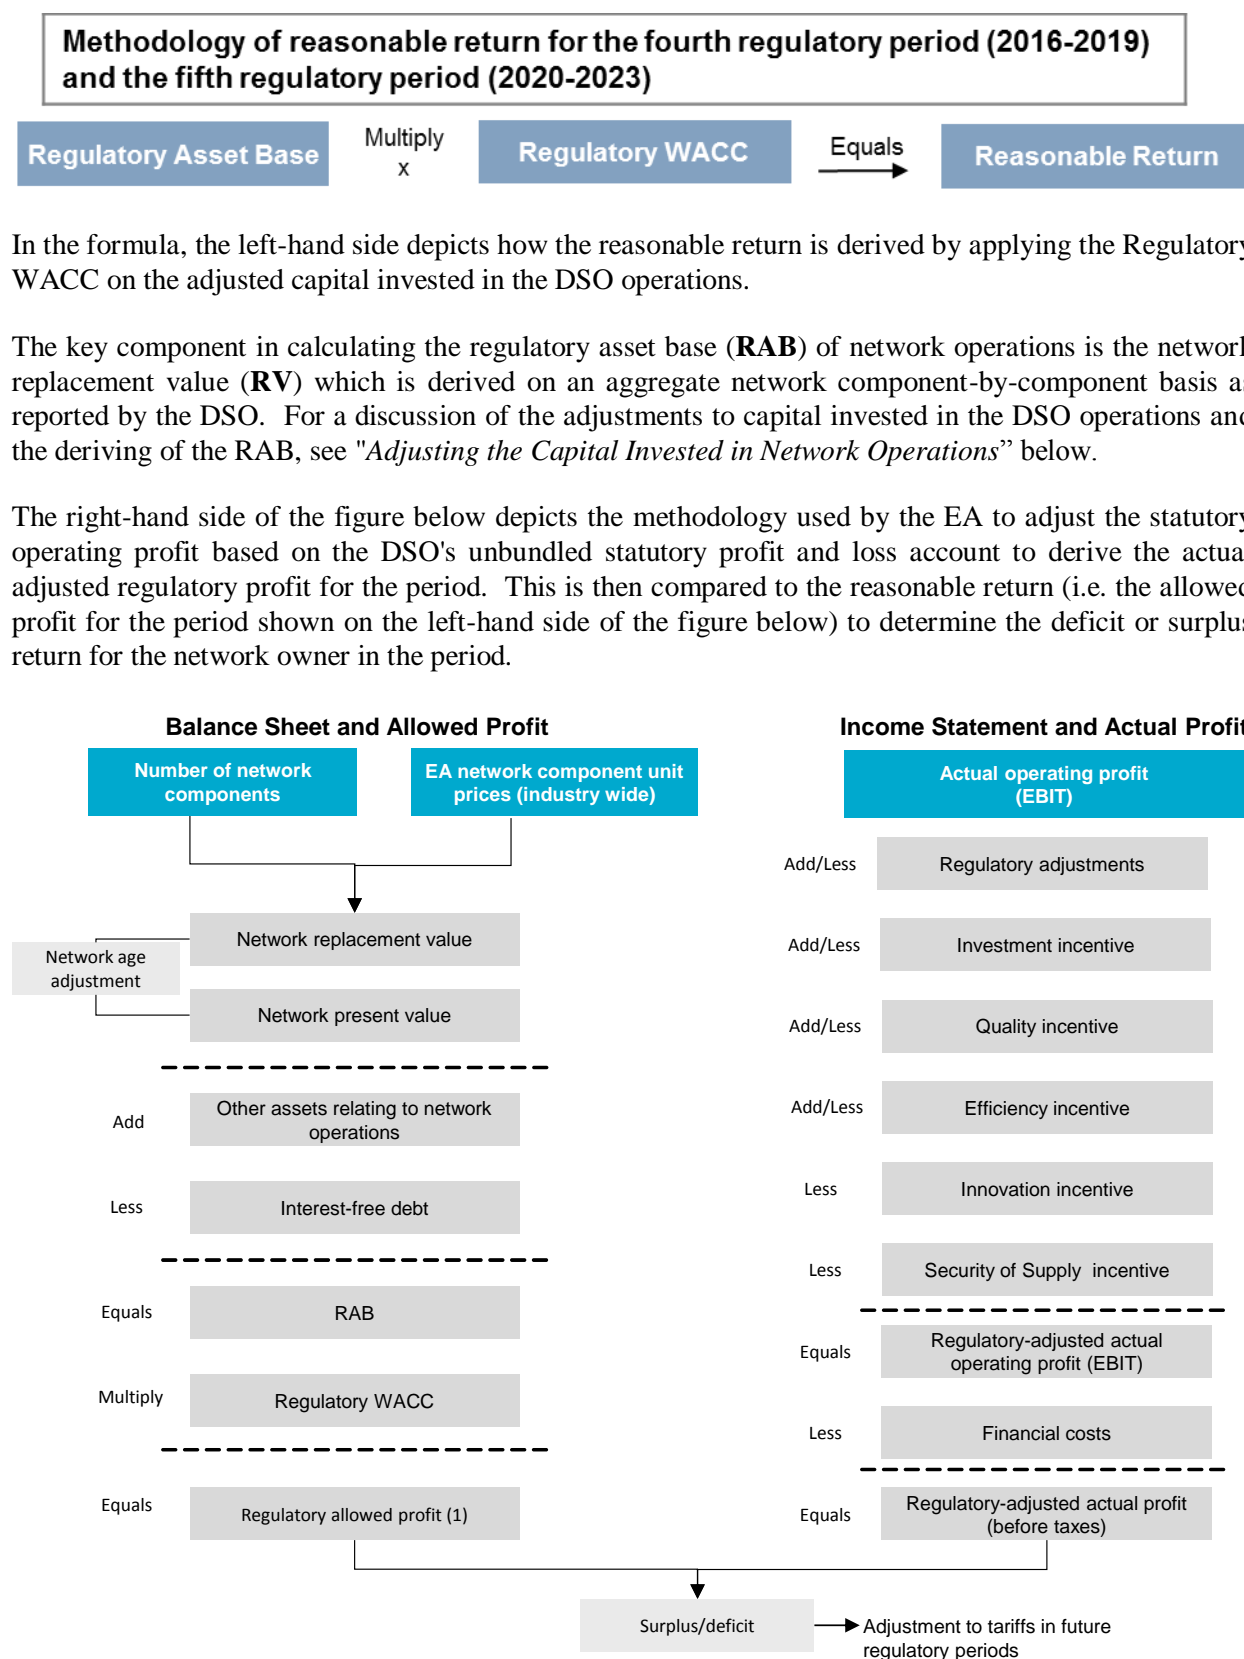 Methodology of reasonable return for the fourth regulatory period (2016-2019)
and the fifth regulatory period (2020-2023)
Regulatory Asset Base
Multiply
x
Regulatory WACC
Equals
Reasonable Return
In the formula, the left-hand side depicts how the reasonable return is derived by applying the Regulatory
WACC on the adjusted capital invested in the DSO operations.
The key component in calculating the regulatory asset base (RAB) of network operations is the network
replacement value (RV) which is derived on an aggregate network component-by-component basis as
reported by the DSO. For a discussion of the adjustments to capital invested in the DSO operations and
the deriving of the RAB, see "Adjusting the Capital Invested in Network Operations” below.
The right-hand side of the figure below depicts the methodology used by the EA to adjust the statutory
operating profit based on the DSO's unbundled statutory profit and loss account to derive the actual
adjusted regulatory profit for the period. This is then compared to the reasonable return (i.e. the allowed
profit for the period shown on the left-hand side of the figure below) to determine the deficit or surplus
return for the network owner in the period.
Balance Sheet and Allowed Profit
Number of network
components
EA network component unit
prices (industry wide)
Network replacement value
Network age
adjustment
Network present value
Add
Other assets relating to network
operations
Less
Interest-free debt
Equals
RAB
Multiply
Regulatory WACC
Equals
Regulatory allowed profit (1)
Income Statement and Actual Profit
Actual operating profit
(EBIT)
Add/Less
Regulatory adjustments
Add/Less
Investment incentive
Add/Less
Quality incentive
Add/Less
Efficiency incentive
Less
Innovation incentive
Less
Security of Supply incentive
Equals
Regulatory-adjusted actual
operating profit (EBIT)
Less
Financial costs
Equals
Regulatory-adjusted actual profit
(before taxes)
Surplus/deficit
Adjustment to tariffs in future
regulatory periods